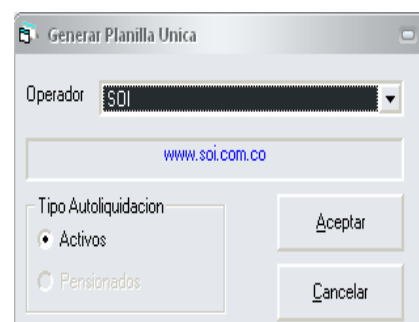 Generar Planilla Unica
Operador SOI
www.soi.com.co
Tipo Autoliquidacion
Activos
Pensionados
Aceptar
Cancelar